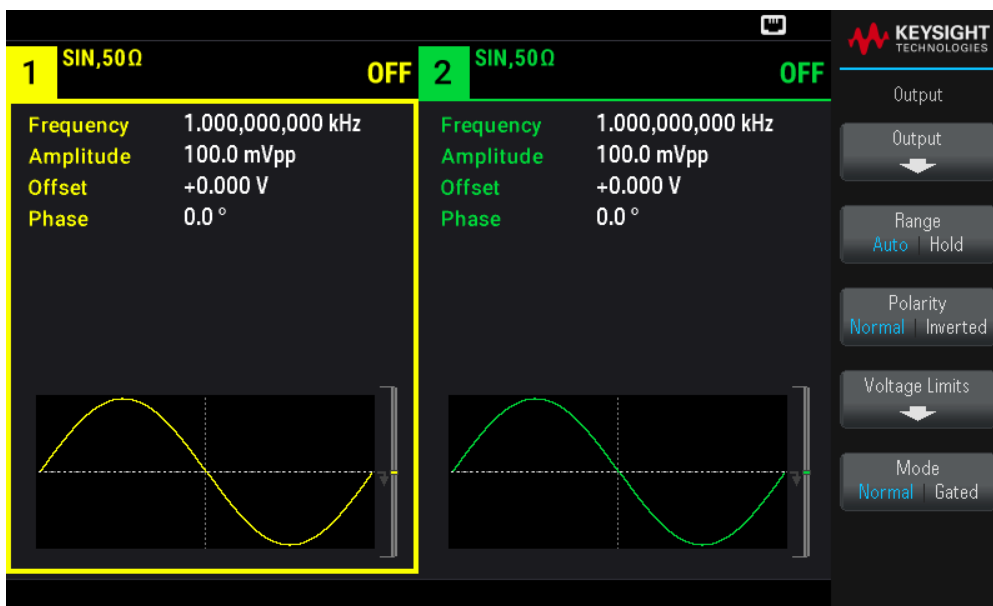 KEYSIGHT
TECHNOLOGIES
1 SIN,50Ω OFF
2 SIN,50Ω OFF
Frequency 1.000,000,000 kHz
Amplitude 100.0 mVpp
Offset +0.000 V
Phase 0.0 °
Frequency 1.000,000,000 kHz
Amplitude 100.0 mVpp
Offset +0.000 V
Phase 0.0 °
Output
Output
Range
Auto | Hold
Polarity
Normal | Inverted
Voltage Limits
Mode
Normal | Gated